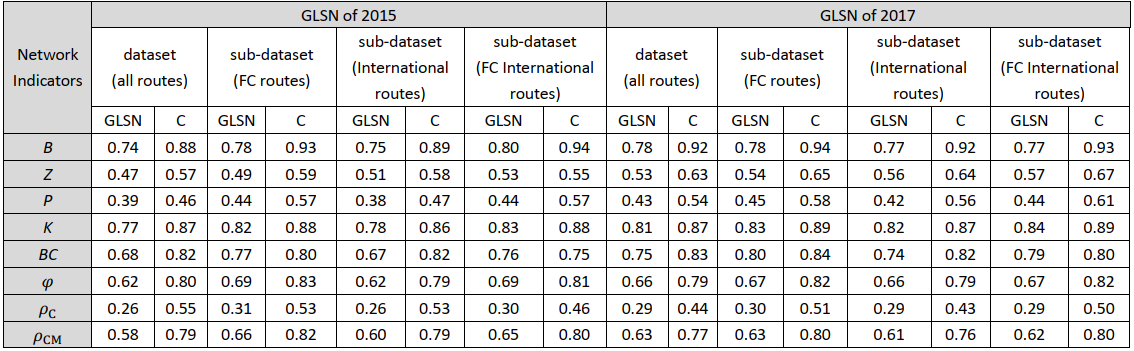 Network Indicators GLSN of 2015 GLSN of 2017
dataset (all routes) sub-dataset (FC routes) sub-dataset (International routes) sub-dataset (FC International routes) dataset (all routes) sub-dataset (FC routes) sub-dataset (International routes) sub-dataset (FC International routes)
GLSN C GLSN C GLSN C GLSN C GLSN C GLSN C GLSN C GLSN C
B 0.74 0.88 0.78 0.93 0.75 0.89 0.80 0.94 0.78 0.92 0.78 0.94 0.77 0.92 0.77 0.93
Z 0.47 0.57 0.49 0.59 0.51 0.58 0.53 0.55 0.53 0.63 0.54 0.65 0.56 0.64 0.57 0.67
P 0.39 0.46 0.44 0.57 0.38 0.47 0.44 0.57 0.43 0.54 0.45 0.58 0.42 0.56 0.44 0.61
K 0.77 0.87 0.82 0.88 0.78 0.86 0.83 0.88 0.81 0.87 0.83 0.89 0.82 0.87 0.84 0.89
BC 0.68 0.82 0.77 0.80 0.67 0.82 0.76 0.75 0.75 0.83 0.80 0.84 0.74 0.82 0.79 0.80
φ 0.62 0.80 0.69 0.83 0.62 0.79 0.69 0.81 0.66 0.79 0.67 0.82 0.66 0.79 0.67 0.82
ρC 0.26 0.55 0.31 0.53 0.26 0.53 0.30 0.46 0.29 0.44 0.30 0.51 0.29 0.43 0.29 0.50
ρCM 0.58 0.79 0.66 0.82 0.60 0.79 0.65 0.80 0.63 0.77 0.63 0.80 0.61 0.76 0.62 0.80